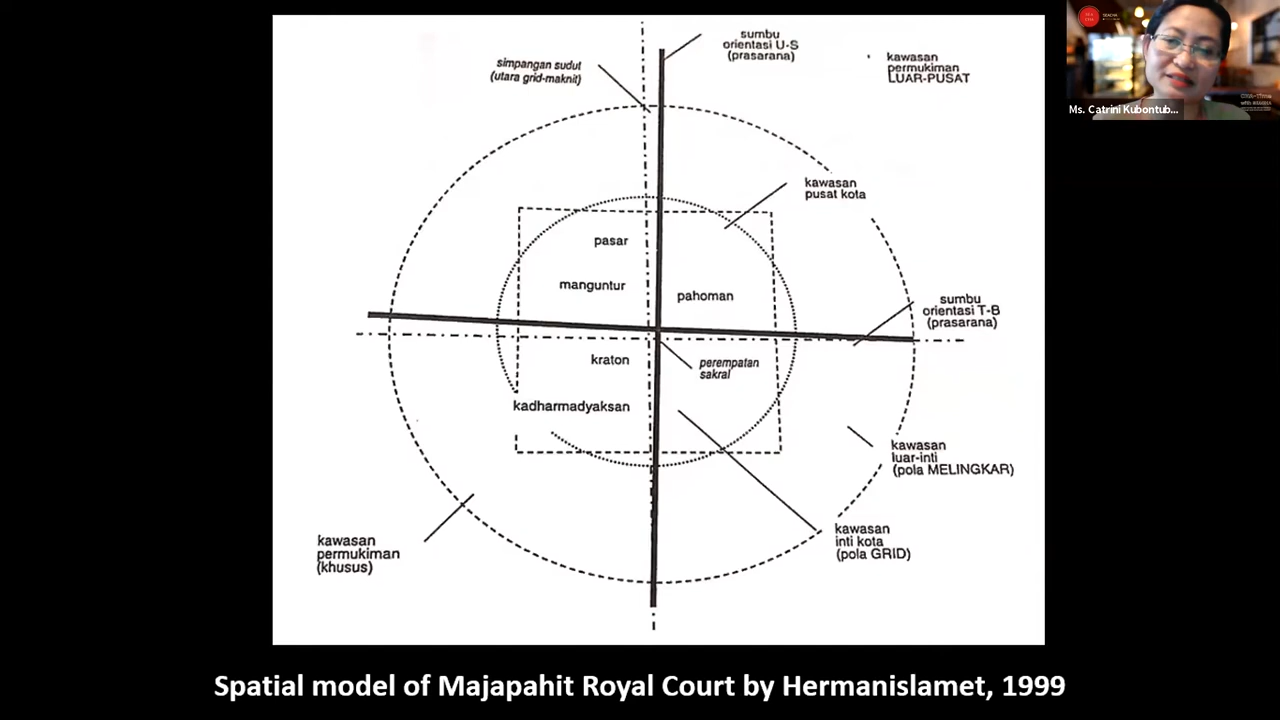 simpangan sudut
(utara grid-maknit)
sumbu
orientasi U-S
(prasarana)
kawasan
permukiman
LUAR-PUSAT
kawasan
pusat kota
pasar
manguntur
pahoman
sumbu
orientasi T-B
(prasarana)
kraton
perempatan
sakral
kadharmadyaksan
kawasan
luar-inti
(pola MELINGKAR)
kawasan
inti kota
(pola GRID)
kawasan
permukiman
(khusus)
Spatial model of Majapahit Royal Court by Hermanislamet, 1999
Ms. Catrini Kubontub...